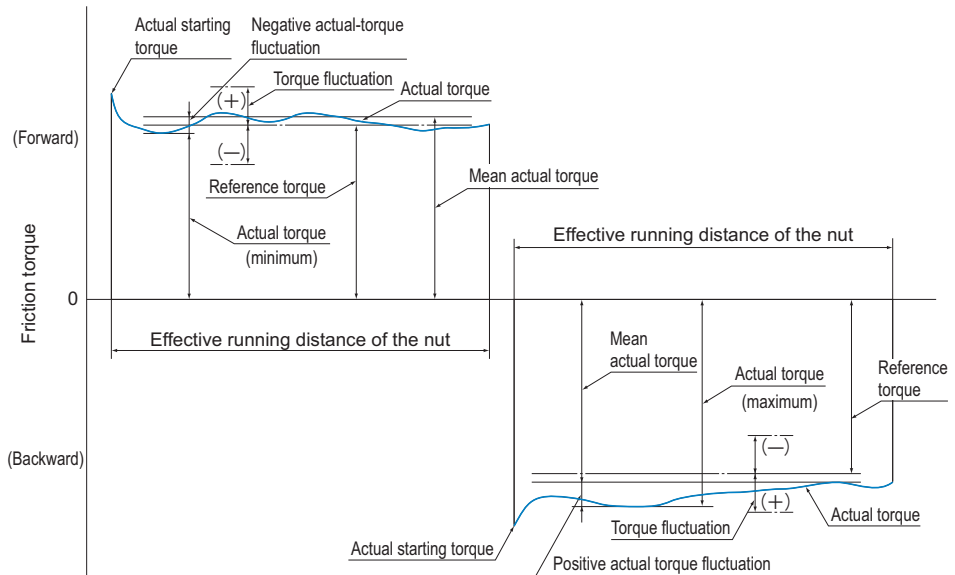 Actual starting
torque
Negative actual-torque
fluctuation
Torque fluctuation
Actual torque
(+)
(Forward)
(−)
Reference torque
Mean actual torque
Actual torque
(minimum)
Effective running distance of the nut
Friction torque
0
Effective running distance of the nut
Mean
actual torque
Actual torque
(maximum)
Reference
torque
(Backward)
(−)
(+)
Actual torque
Torque fluctuation
Actual starting torque
Positive actual torque fluctuation